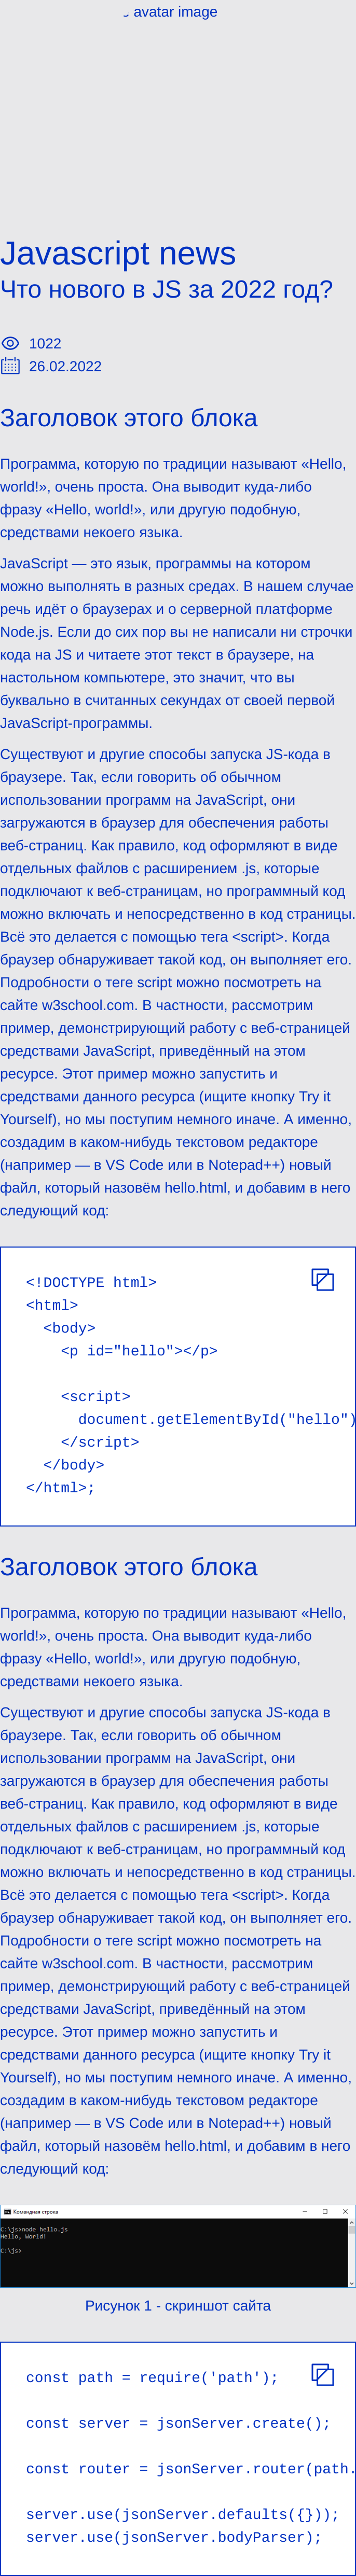 avatar image
Javascript news
Что нового в JS за 2022 год?
1022
26.02.2022
Заголовок этого блока
Программа, которую по традиции называют «Hello,
world!», очень проста. Она выводит куда-либо
фразу «Hello, world!», или другую подобную,
средствами некоего языка.
JavaScript — это язык, программы на котором
можно выполнять в разных средах. В нашем случае
речь идёт о браузерах и о серверной платформе
Node.js. Если до сих пор вы не написали ни строчки
кода на JS и читаете этот текст в браузере, на
настольном компьютере, это значит, что вы
буквально в считанных секундах от своей первой
JavaScript-программы.
Существуют и другие способы запуска JS-кода в
браузере. Так, если говорить об обычном
использовании программ на JavaScript, они
загружаются в браузер для обеспечения работы
веб-страниц. Как правило, код оформляют в виде
отдельных файлов с расширением .js, которые
подключают к веб-страницам, но программный код
можно включать и непосредственно в код страницы.
Всё это делается с помощью тега <script>. Когда
браузер обнаруживает такой код, он выполняет его.
Подробности о теге script можно посмотреть на
сайте w3school.com. В частности, рассмотрим
пример, демонстрирующий работу с веб-страницей
средствами JavaScript, приведённый на этом
ресурсе. Этот пример можно запустить и
средствами данного ресурса (ищите кнопку Try it
Yourself), но мы поступим немного иначе. А именно,
создадим в каком-нибудь текстовом редакторе
(например — в VS Code или в Notepad++) новый
файл, который назовём hello.html, и добавим в него
следующий код:
<!DOCTYPE html>
<html>
<body>
<p id="hello"></p>
<script>
document.getElementById("hello")
</script>
</body>
</html>;
Заголовок этого блока
Программа, которую по традиции называют «Hello,
world!», очень проста. Она выводит куда-либо
фразу «Hello, world!», или другую подобную,
средствами некоего языка.
Существуют и другие способы запуска JS-кода в
браузере. Так, если говорить об обычном
использовании программ на JavaScript, они
загружаются в браузер для обеспечения работы
веб-страниц. Как правило, код оформляют в виде
отдельных файлов с расширением .js, которые
подключают к веб-страницам, но программный код
можно включать и непосредственно в код страницы.
Всё это делается с помощью тега <script>. Когда
браузер обнаруживает такой код, он выполняет его.
Подробности о теге script можно посмотреть на
сайте w3school.com. В частности, рассмотрим
пример, демонстрирующий работу с веб-страницей
средствами JavaScript, приведённый на этом
ресурсе. Этот пример можно запустить и
средствами данного ресурса (ищите кнопку Try it
Yourself), но мы поступим немного иначе. А именно,
создадим в каком-нибудь текстовом редакторе
(например — в VS Code или в Notepad++) новый
файл, который назовём hello.html, и добавим в него
следующий код:
Командная строка
C:\js>node hello.js
Hello, World!
C:\js>
Рисунок 1 - скриншот сайта
const path = require('path');
const server = jsonServer.create();
const router = jsonServer.router(path.
server.use(jsonServer.defaults({}));
server.use(jsonServer.bodyParser);